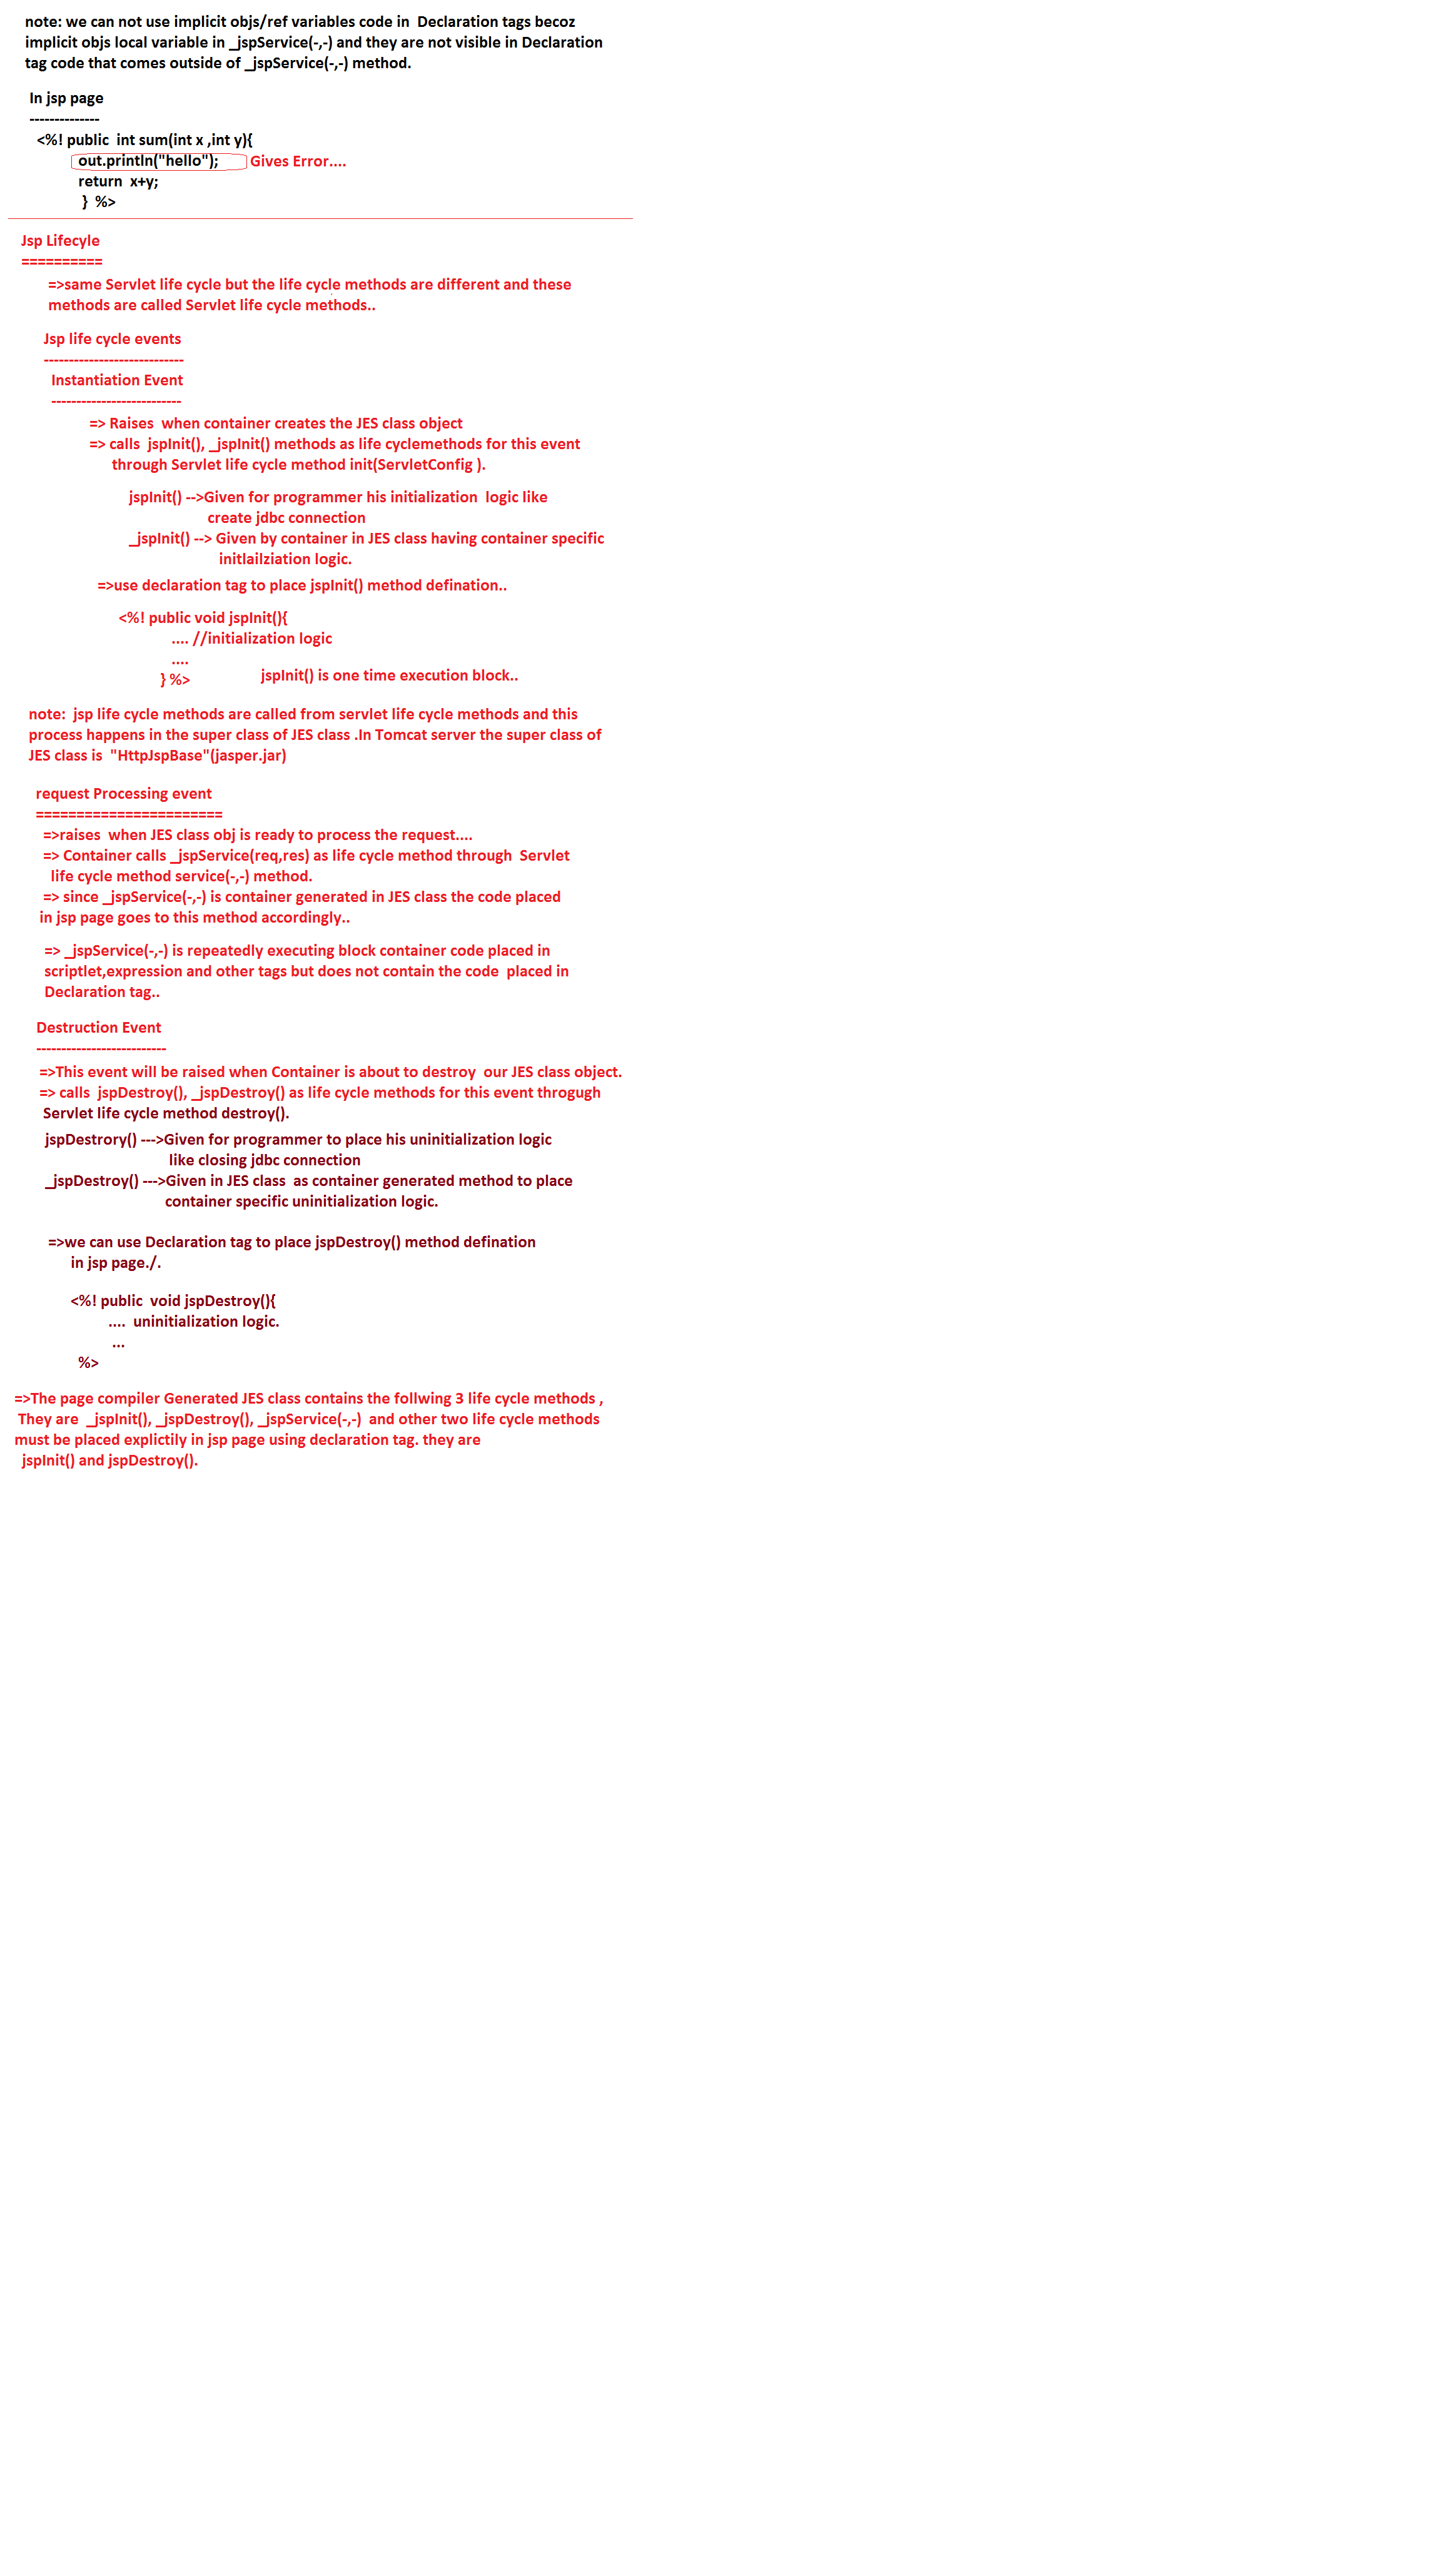 note: we can not use implicit objs/ref variables code in  Declaration tags becoz
implicit objs local variable in _jspService(-,-) and they are not visible in Declaration
tag code that comes outside of _jspService(-,-) method.
In jsp page
--------------
<%! public  int sum(int x ,int y){
out.println("hello");  Gives Error....
return  x+y;
}  %>
Jsp Lifecyle
==========
=>same Servlet life cycle but the life cycle methods are different and these
methods are called Servlet life cycle methods..
Jsp life cycle events
----------------------------
Instantiation Event
--------------------------
=> Raises  when container creates the JES class object
=> calls  jspInit(), _jspInit() methods as life cyclemethods for this event
through Servlet life cycle method init(ServletConfig ).
jspInit() -->Given for programmer his initialization  logic like
create jdbc connection
_jspInit() --> Given by container in JES class having container specific
initlailziation logic.
=>use declaration tag to place jspInit() method defination..
<%! public void jspInit(){
.... //initialization logic
....
} %>  jspInit() is one time execution block..
note:  jsp life cycle methods are called from servlet life cycle methods and this
process happens in the super class of JES class .In Tomcat server the super class of
JES class is  "HttpJspBase"(jasper.jar)
request Processing event
=======================
=>raises  when JES class obj is ready to process the request....
=> Container calls _jspService(req,res) as life cycle method through  Servlet
life cycle method service(-,-) method.
=> since _jspService(-,-) is container generated in JES class the code placed
in jsp page goes to this method accordingly..
=> _jspService(-,-) is repeatedly executing block container code placed in
scriptlet,expression and other tags but does not contain the code  placed in
Declaration tag..
Destruction Event
--------------------------
=>This event will be raised when Container is about to destroy  our JES class object.
=> calls  jspDestroy(), _jspDestroy() as life cycle methods for this event throgugh
Servlet life cycle method destroy().
jspDestrory() --->Given for programmer to place his uninitialization logic
like closing jdbc connection
_jspDestroy() --->Given in JES class  as container generated method to place
container specific uninitialization logic.
=>we can use Declaration tag to place jspDestroy() method defination
in jsp page./.
<%! public  void jspDestroy(){
....  uninitialization logic.
...
%>
=>The page compiler Generated JES class contains the follwing 3 life cycle methods ,
They are  _jspInit(), _jspDestroy(), _jspService(-,-)  and other two life cycle methods
must be placed explictily in jsp page using declaration tag. they are
jspInit() and jspDestroy().